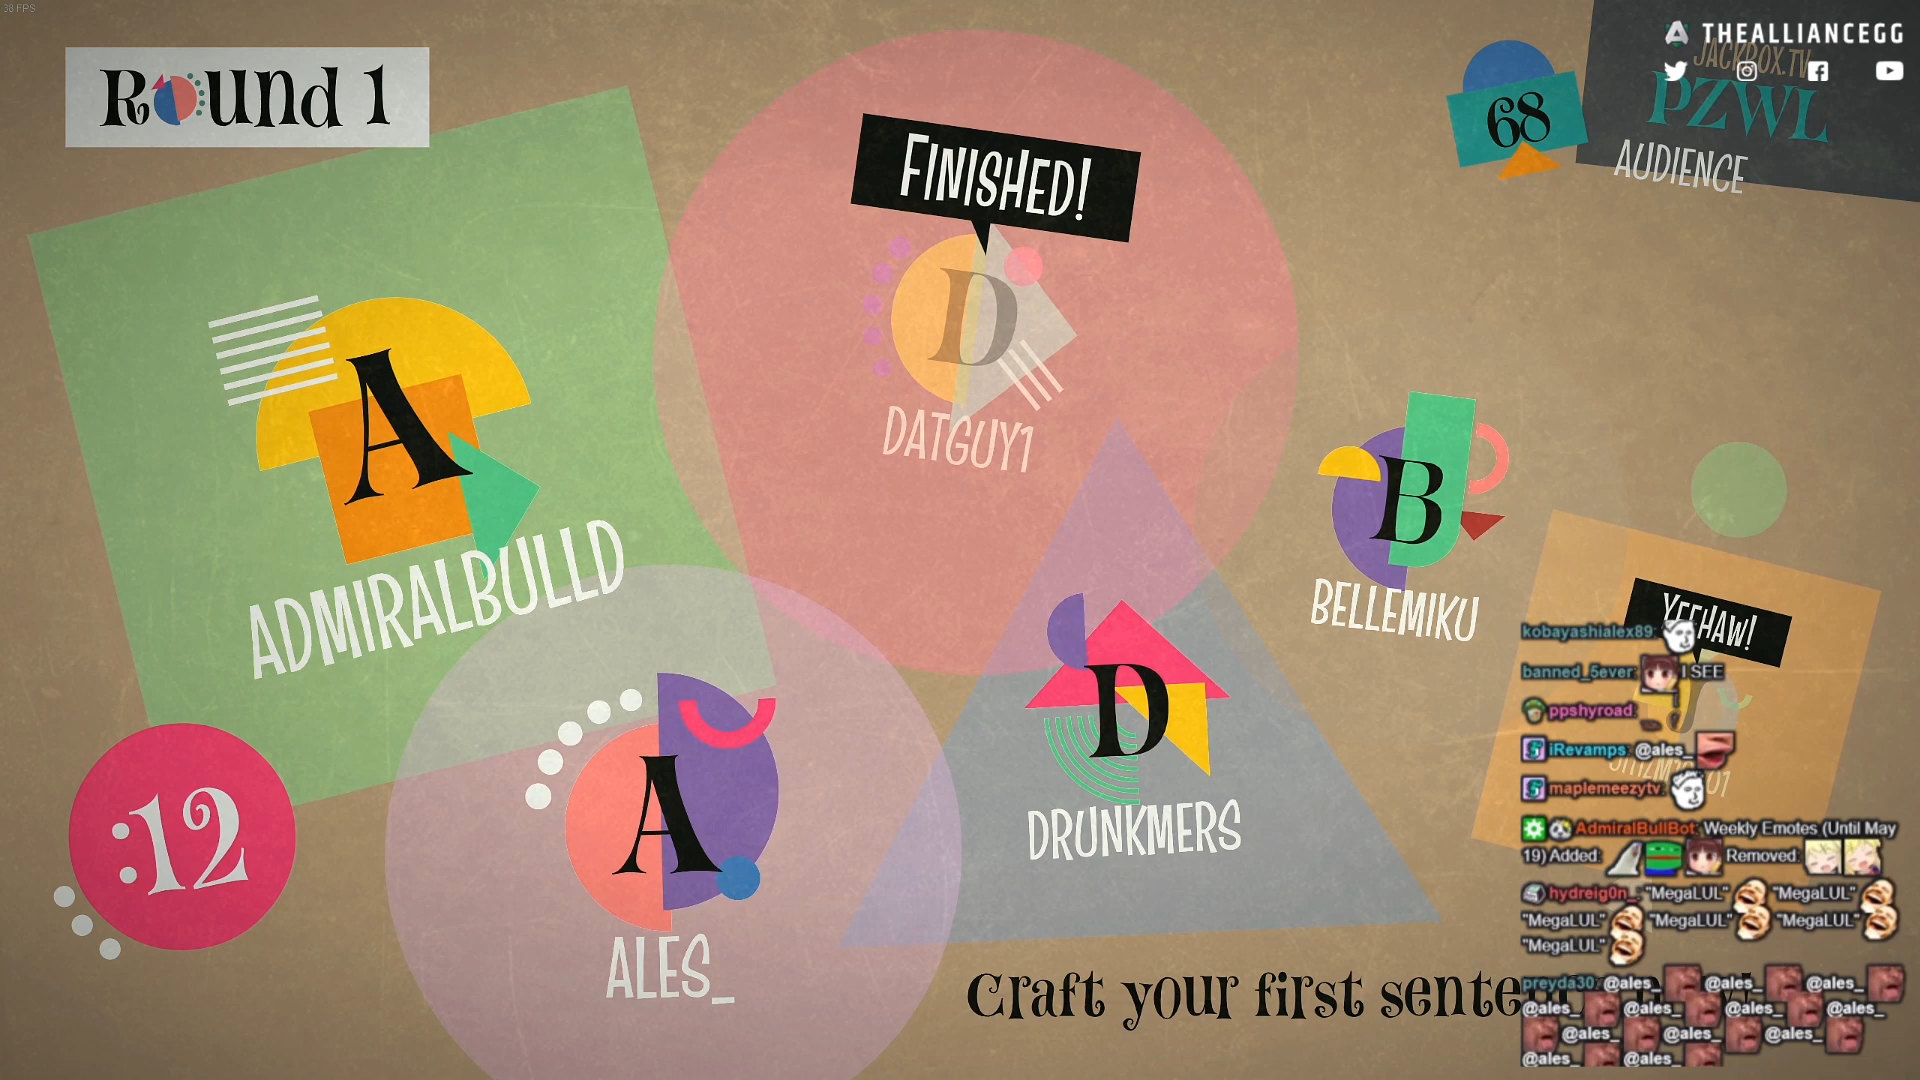 38 FPS
Round 1
THEALLIANCEGG
JACKBOX.TV
PZWL
68
AUDIENCE
FINISHED!
D
DATGUY1
A
ADMIRALBULLD
B
BELLEMIKU
YEEHAW!
D
DRUNKMERS
:12
A
ALES_
Craft your first sente
kobayashialex89:
banned_5ever: I SEE
ppshyroad:
iRevamps: @ales_
maplemeezytv:
AdmiralBullBot: Weekly Emotes (Until May
19) Added: Removed:
hydreig0n_: "MegaLUL" "MegaLUL"
"MegaLUL" "MegaLUL" "MegaLUL"
"MegaLUL"
preyda30: @ales_ @ales_ @ales_
@ales_ @ales_ @ales_ @ales_
@ales_ @ales_ @ales_
@ales_ @ales_